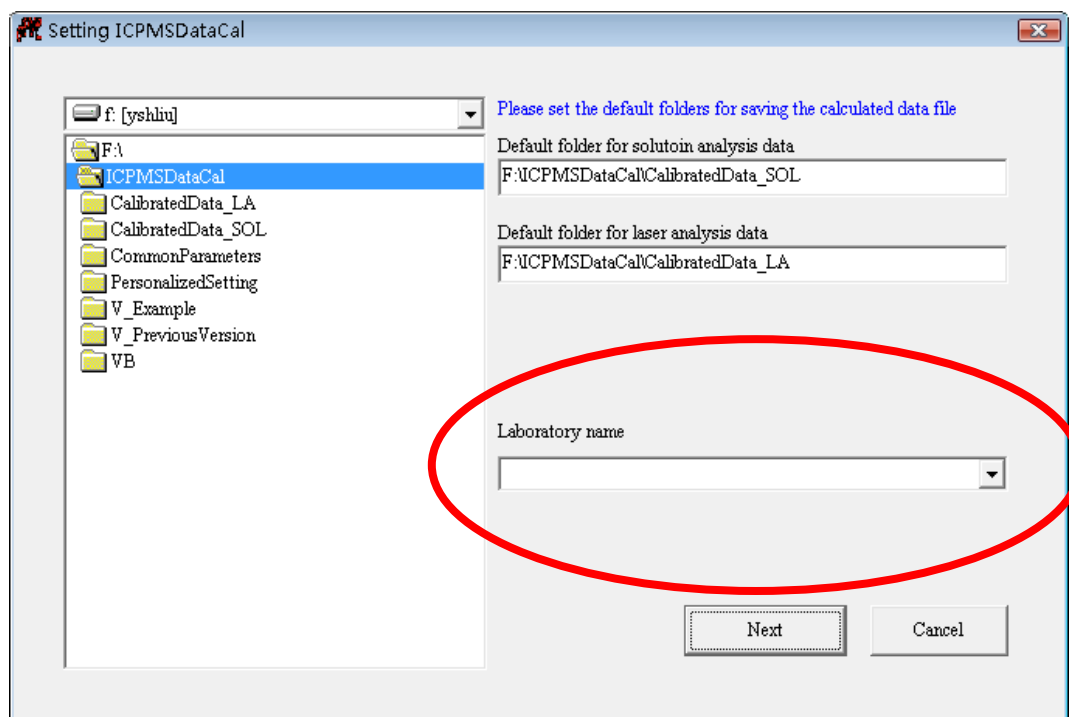 Setting ICPMSDataCal
f: [yshliu]
F:\
ICPMSDataCal
CalibratedData_LA
CalibratedData_SOL
CommonParameters
PersonalizedSetting
V_Example
V_PreviousVersion
VB
Please set the default folders for saving the calculated data file
Default folder for solutoin analysis data
F:\ICPMSDataCal\CalibratedData_SOL
Default folder for laser analysis data
F:\ICPMSDataCal\CalibratedData_LA
Laboratory name
Next
Cancel